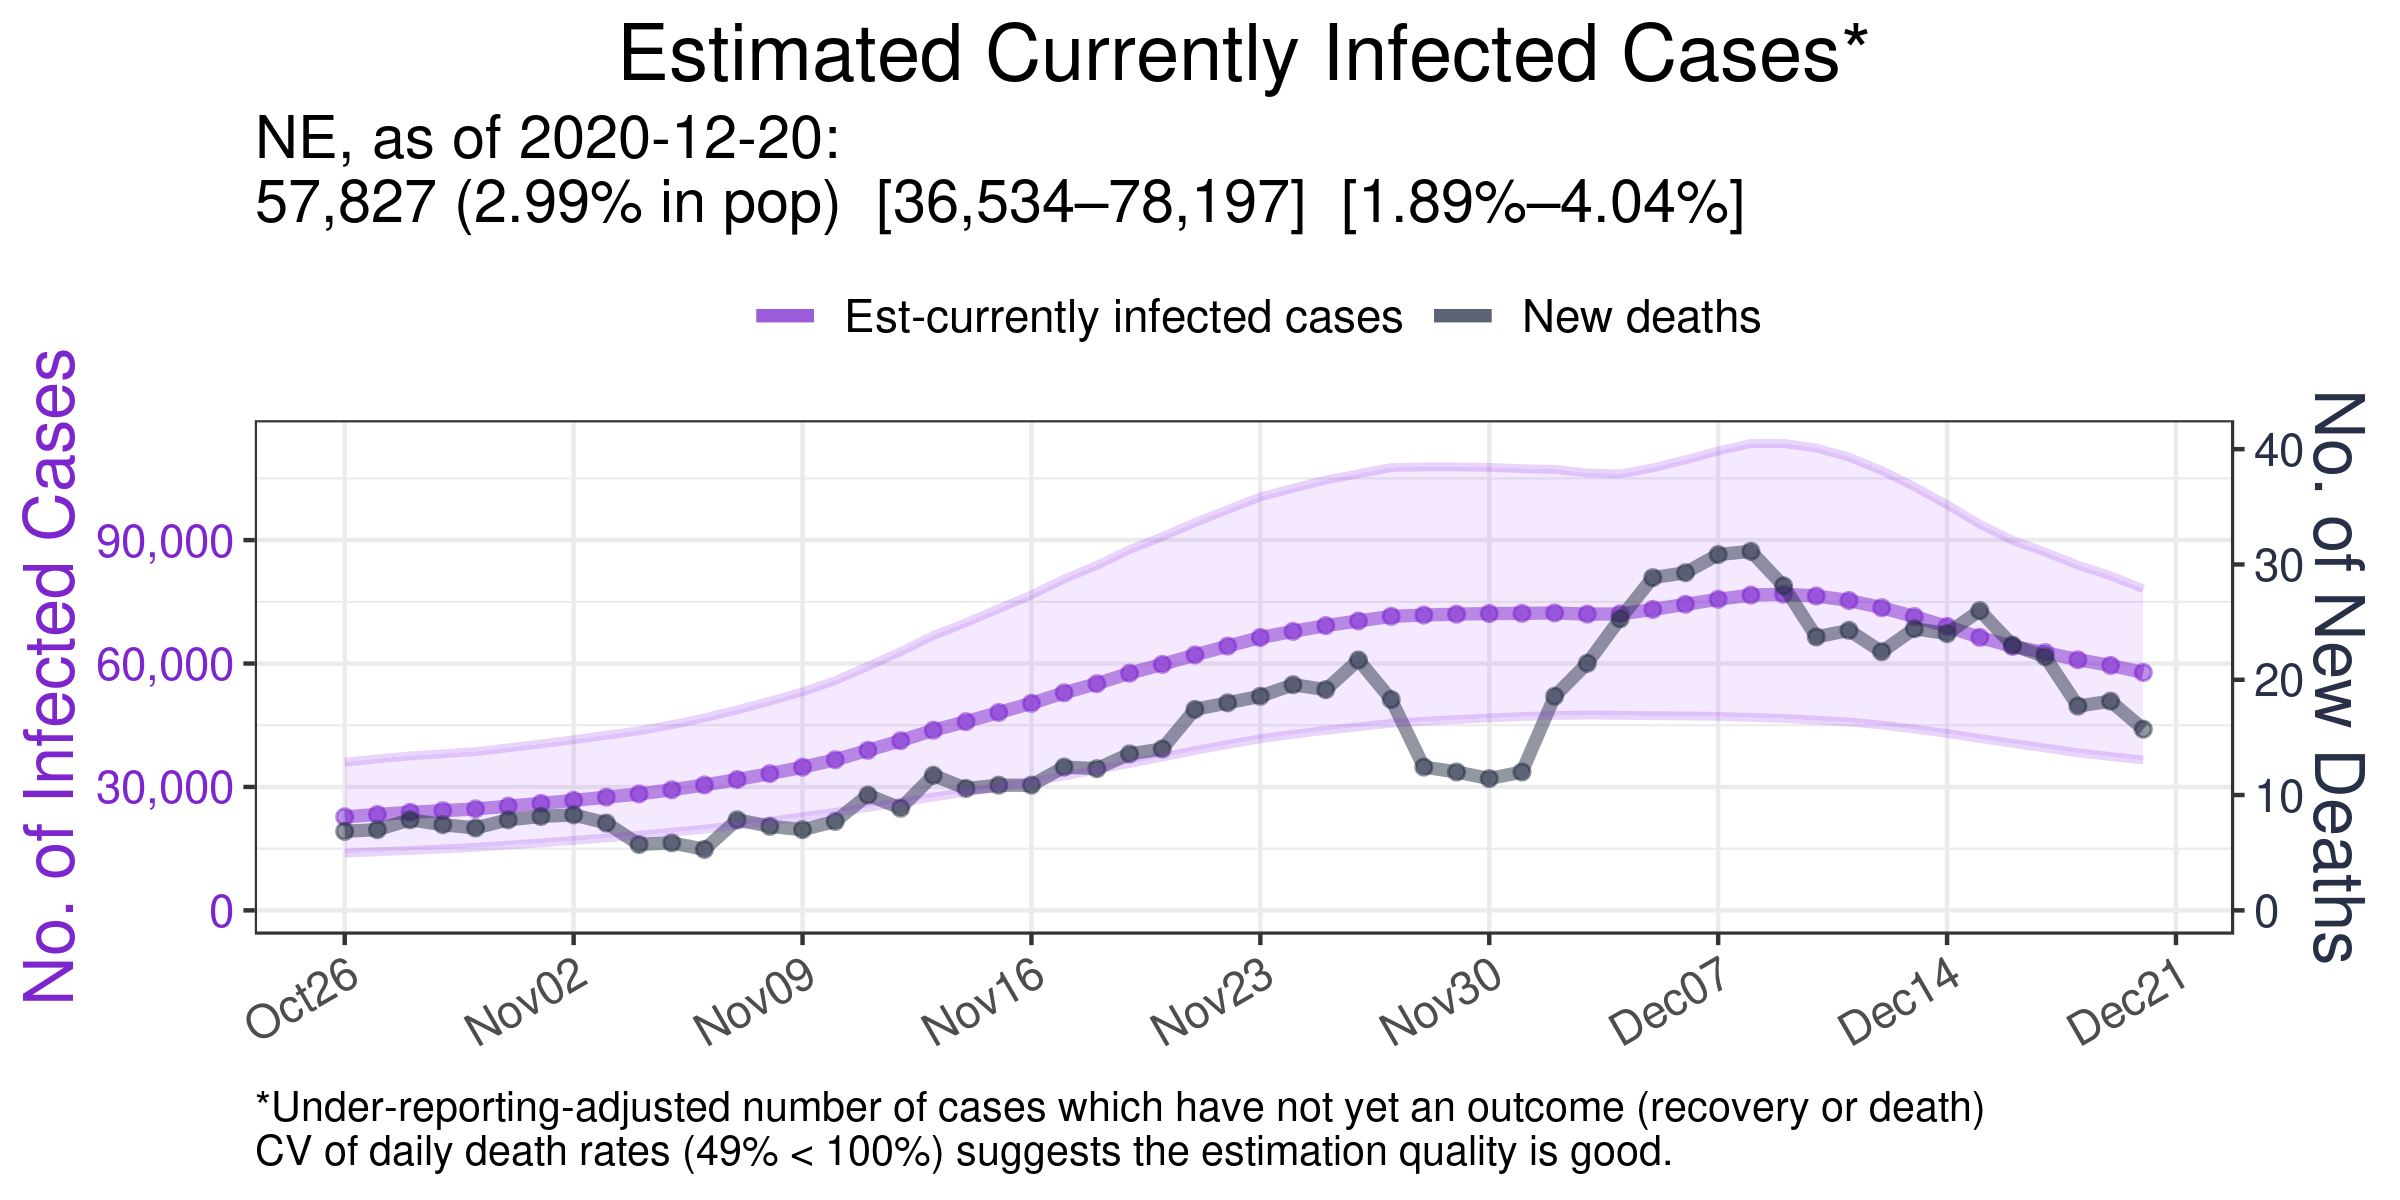 Estimated Currently Infected Cases*
NE, as of 2020-12-20:
57,827 (2.99% in pop)  [36,534–78,197]  [1.89%–4.04%]
Est-currently infected cases
New deaths
No. of Infected Cases
90,000
60,000
30,000
0
No. of New Deaths
40
30
20
10
0
Oct26
Nov02
Nov09
Nov16
Nov23
Nov30
Dec07
Dec14
Dec21
*Under-reporting-adjusted number of cases which have not yet an outcome (recovery or death)
CV of daily death rates (49% < 100%) suggests the estimation quality is good.